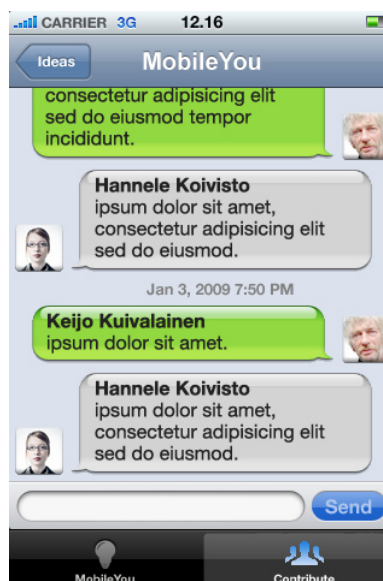 CARRIER 3G 12.16
Ideas MobileYou
consectetur adipisicing elit
sed do eiusmod tempor
incididunt.
Hannele Koivisto
ipsum dolor sit amet,
consectetur adipisicing elit
sed do eiusmod.
Jan 3, 2009 7:50 PM
Keijo Kuivalainen
ipsum dolor sit amet.
Hannele Koivisto
ipsum dolor sit amet,
consectetur adipisicing elit
sed do eiusmod.
Send
MobileYou Contribute